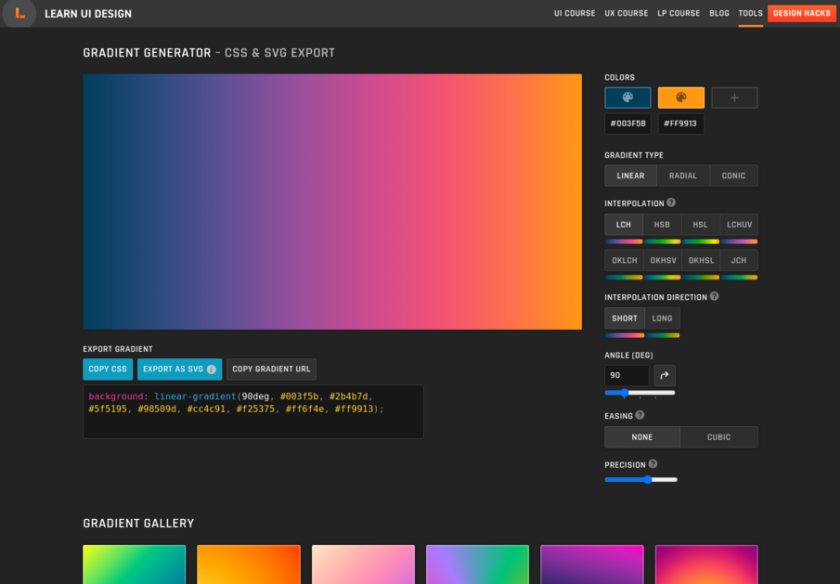 LEARN UI DESIGN
UI COURSE UX COURSE LP COURSE BLOG TOOLS DESIGN HACKS
GRADIENT GENERATOR – CSS & SVG EXPORT
COLORS
#003F5B #FF9913
GRADIENT TYPE
LINEAR RADIAL CONIC
INTERPOLATION ?
LCH HSB HSL LCHUV
OKLCH OKHSV OKHSL JCH
INTERPOLATION DIRECTION ?
SHORT LONG
ANGLE (DEG)
90
EASING ?
NONE CUBIC
PRECISION ?
EXPORT GRADIENT
COPY CSS EXPORT AS SVG i COPY GRADIENT URL
background: linear-gradient(90deg, #003f5b, #2b4b7d,
#5f5195, #98509d, #cc4c91, #f25375, #ff6f4e, #ff9913);
GRADIENT GALLERY